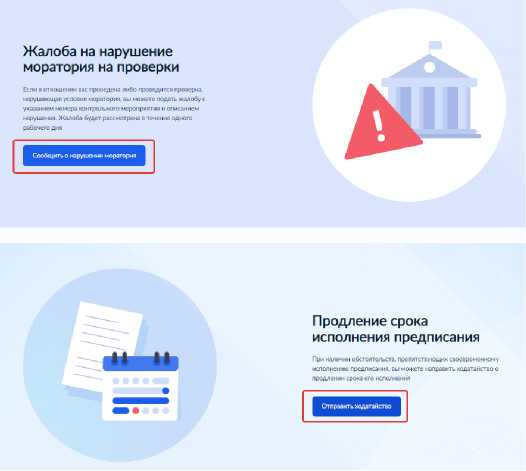 Жалоба на нарушение
моратория на проверки
Если в отношении вас проведена либо проводится проверка,
нарушающая условия моратория, вы можете подать жалобу с
указанием номера контрольного мероприятия и описанием
нарушения. Жалоба будет рассмотрена в течение одного
рабочего дня
Сообщить о нарушении моратория
Продление срока
исполнения предписания
При наличии обстоятельств, препятствующих своевременному
исполнению предписания, вы можете направить ходатайство о
продлении срока его исполнения
Отправить ходатайство